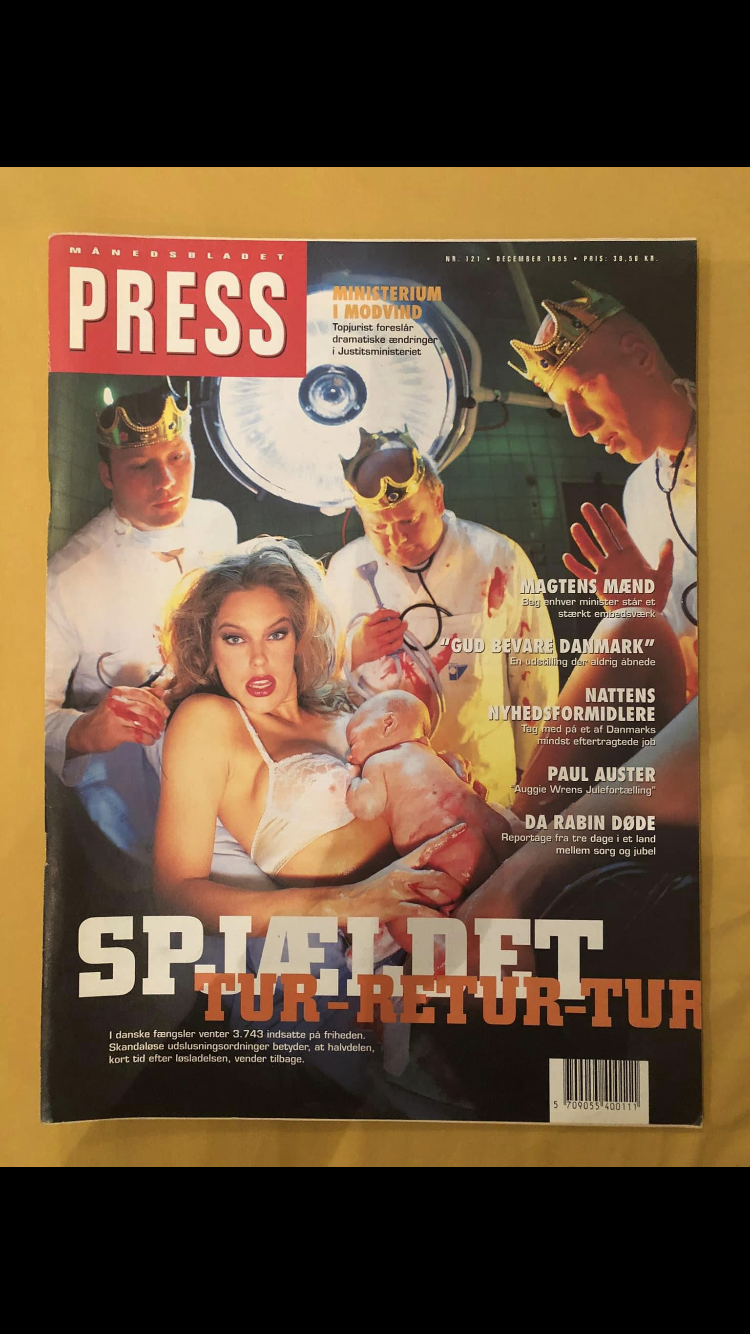 MÅNEDSBLADET
PRESS
NR. 121 • DECEMBER 1995 • PRIS: 39,50 KR.
MINISTERIUM
I MODVIND
Topjurist foreslår
dramatiske ændringer
i Justitsministeriet
MAGTENS MÆND
Bag enhver minister står et
stærkt embedsværk
"GUD BEVARE DANMARK"
En udstilling der aldrig åbnede
NATTENS
NYHEDSFORMIDLERE
Tag med på et af Danmarks
mindst eftertragtede job
PAUL AUSTER
"Auggie Wrens Julefortælling"
DA RABIN DØDE
Reportage fra tre dage i et land
mellem sorg og jubel
SPJÆLDET
TUR-RETUR-TUR
I danske fængsler venter 3.743 indsatte på friheden.
Skandaløse udslusningsordninger betyder, at halvdelen,
kort tid efter løsladelsen, vender tilbage.
5 709055 400111